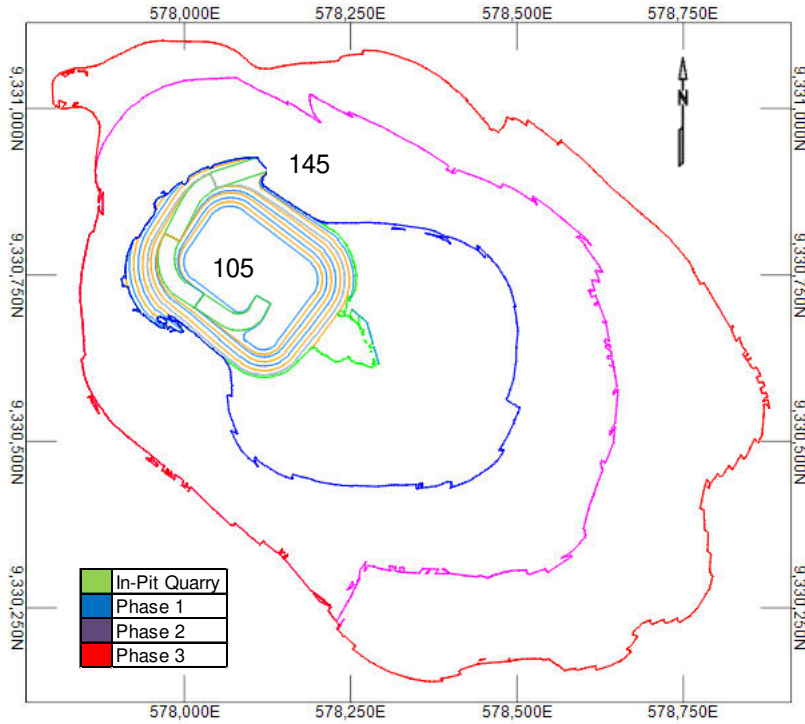 578,000E 578,250E 578,500E 578,750E
9,331,000N 9,331,000N
N
145
105
9,330,750N 9,330,750N
9,330,500N 9,330,500N
9,330,250N 9,330,250N
In-Pit Quarry
Phase 1
Phase 2
Phase 3
578,000E 578,250E 578,500E 578,750E